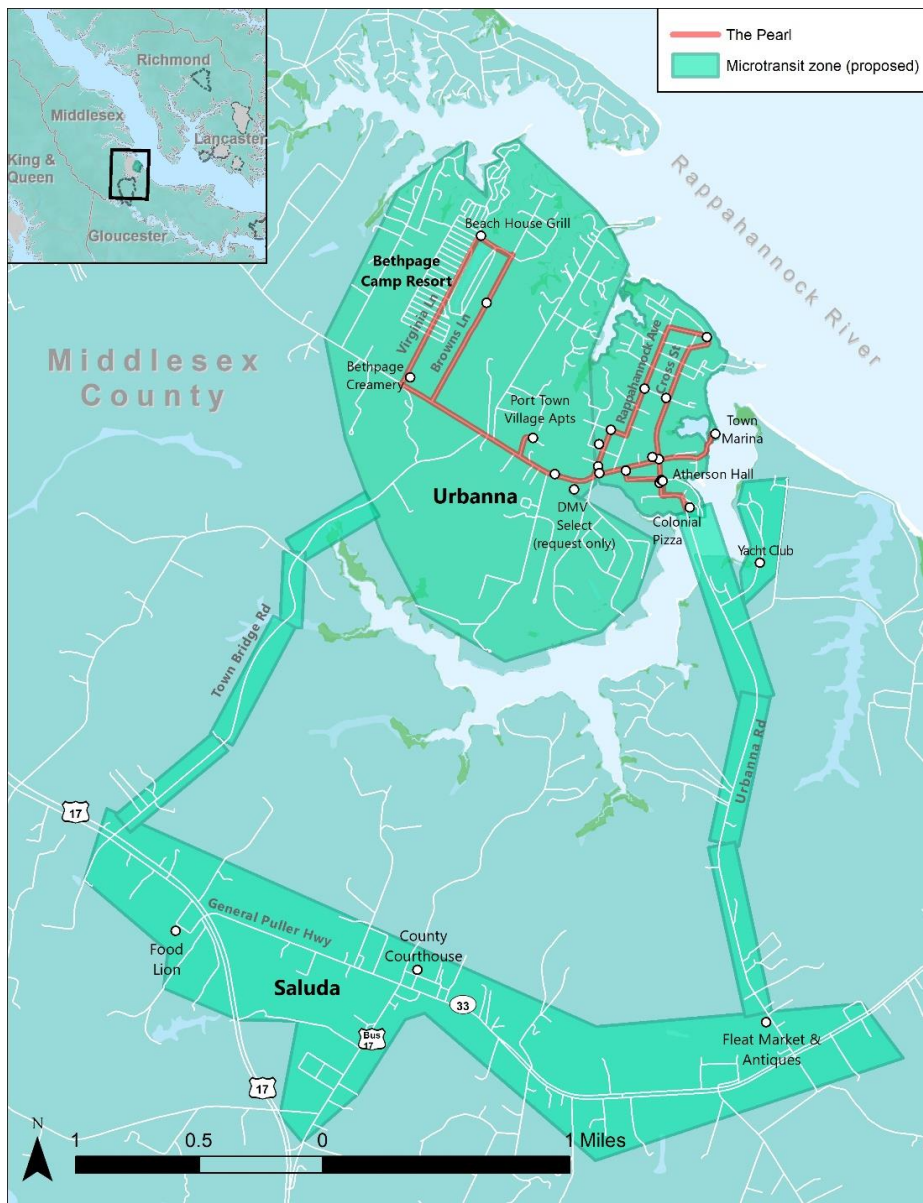 The Pearl
Microtransit zone (proposed)
Richmond
Middlesex
Lancaster
King &
Queen
Gloucester
Rappahannock River
Beach House Grill
Bethpage
Camp Resort
Virginia Ln
Browns Ln
Middlesex
County
Bethpage
Creamery
Rappahannock Ave
Cross St
Port Town
Village Apts
Town
Marina
Urbanna
Atherson Hall
DMV
Select
(request only)
Colonial
Pizza
Yacht Club
Town Bridge Rd
Urbanna Rd
17
General Puller Hwy
County
Courthouse
Food
Lion
Saluda
33
Bus
17
Fleat Market &
Antiques
17
N
1 0.5 0 1 Miles